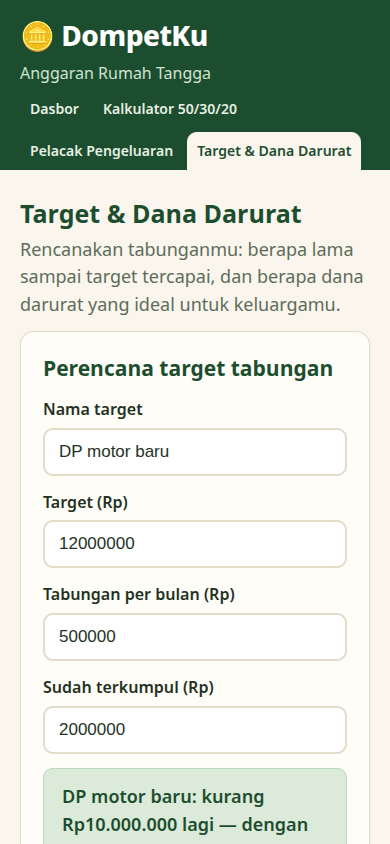 DompetKu
Anggaran Rumah Tangga
Dasbor Kalkulator 50/30/20
Pelacak Pengeluaran Target & Dana Darurat
Target & Dana Darurat
Rencanakan tabunganmu: berapa lama
sampai target tercapai, dan berapa dana
darurat yang ideal untuk keluargamu.
Perencana target tabungan
Nama target
DP motor baru
Target (Rp)
12000000
Tabungan per bulan (Rp)
500000
Sudah terkumpul (Rp)
2000000
DP motor baru: kurang
Rp10.000.000 lagi — dengan